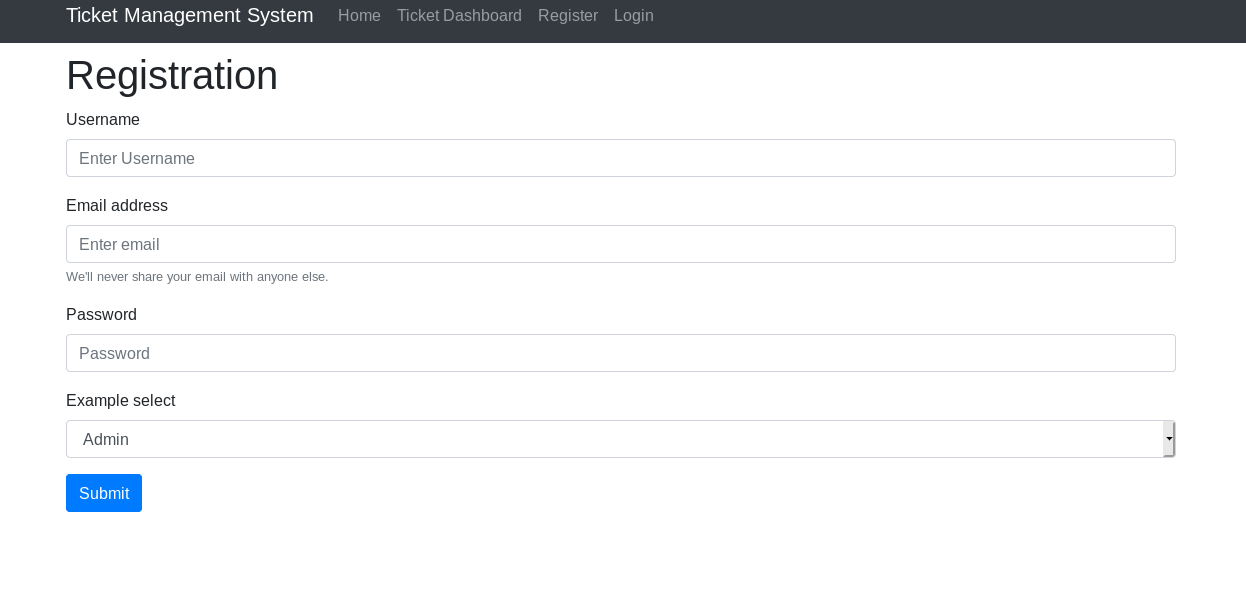 Ticket Management System Home Ticket Dashboard Register Login
Registration
Username
Enter Username
Email address
Enter email
We'll never share your email with anyone else.
Password
Password
Example select
Admin
Submit